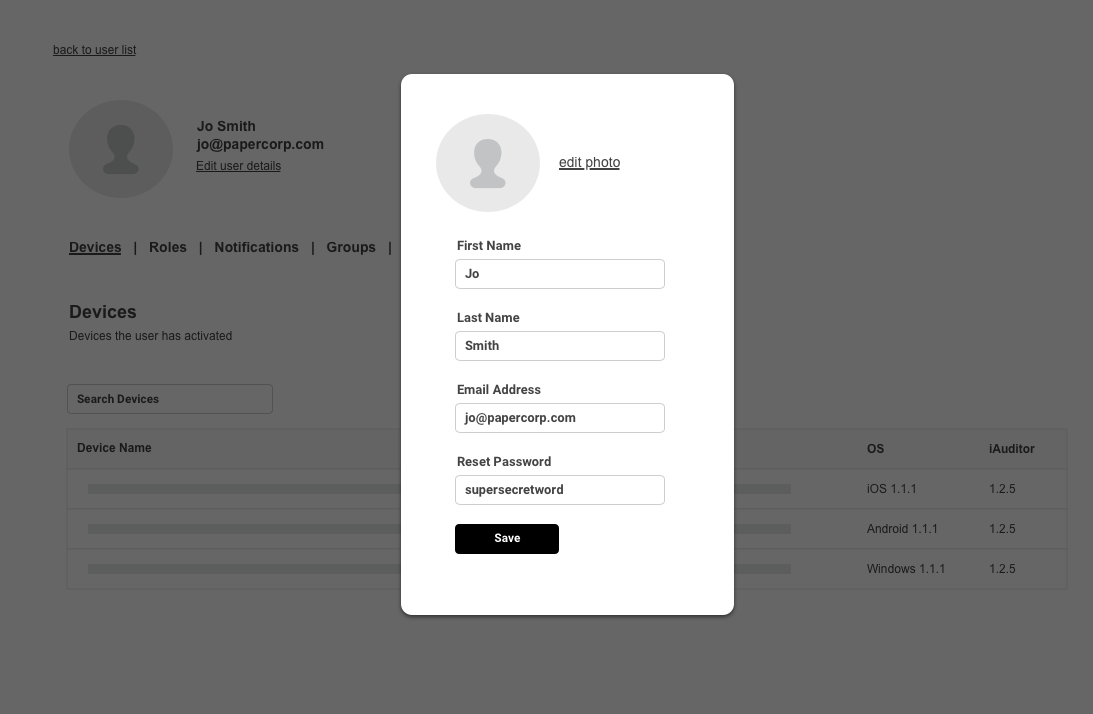 back to user list
Jo Smith
jo@papercorp.com
Edit user details
Devices | Roles | Notifications | Groups |
Devices
Devices the user has activated
Search Devices
Device Name OS iAuditor
iOS 1.1.1 1.2.5
Android 1.1.1 1.2.5
Windows 1.1.1 1.2.5
edit photo
First Name
Jo
Last Name
Smith
Email Address
jo@papercorp.com
Reset Password
supersecretword
Save